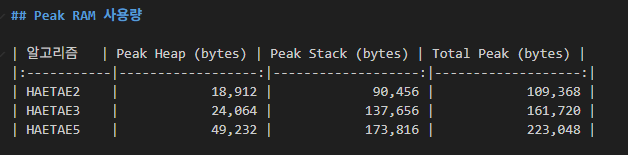 ## Peak RAM 사용량
| 알고리즘 | Peak Heap (bytes) | Peak Stack (bytes) | Total Peak (bytes) |
|:-----------|------------------:|-------------------:|-------------------:|
| HAETAE2 | 18,912 | 90,456 | 109,368 |
| HAETAE3 | 24,064 | 137,656 | 161,720 |
| HAETAE5 | 49,232 | 173,816 | 223,048 |